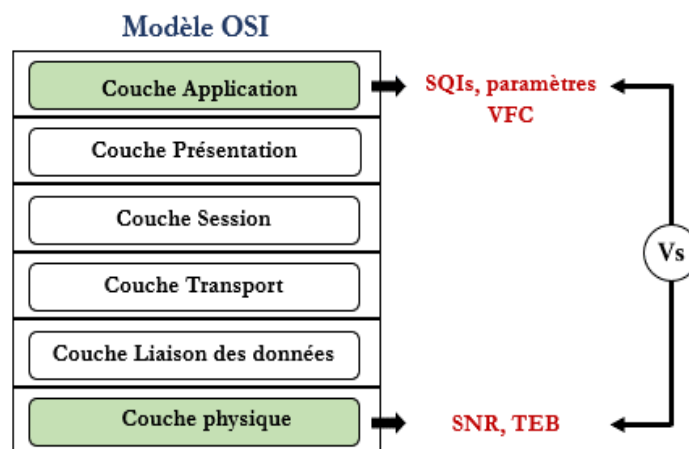 Modèle OSI
Couche Application
SQIs, paramètres
VFC
Couche Présentation
Couche Session
Couche Transport
Vs
Couche Liaison des données
Couche physique
SNR, TEB